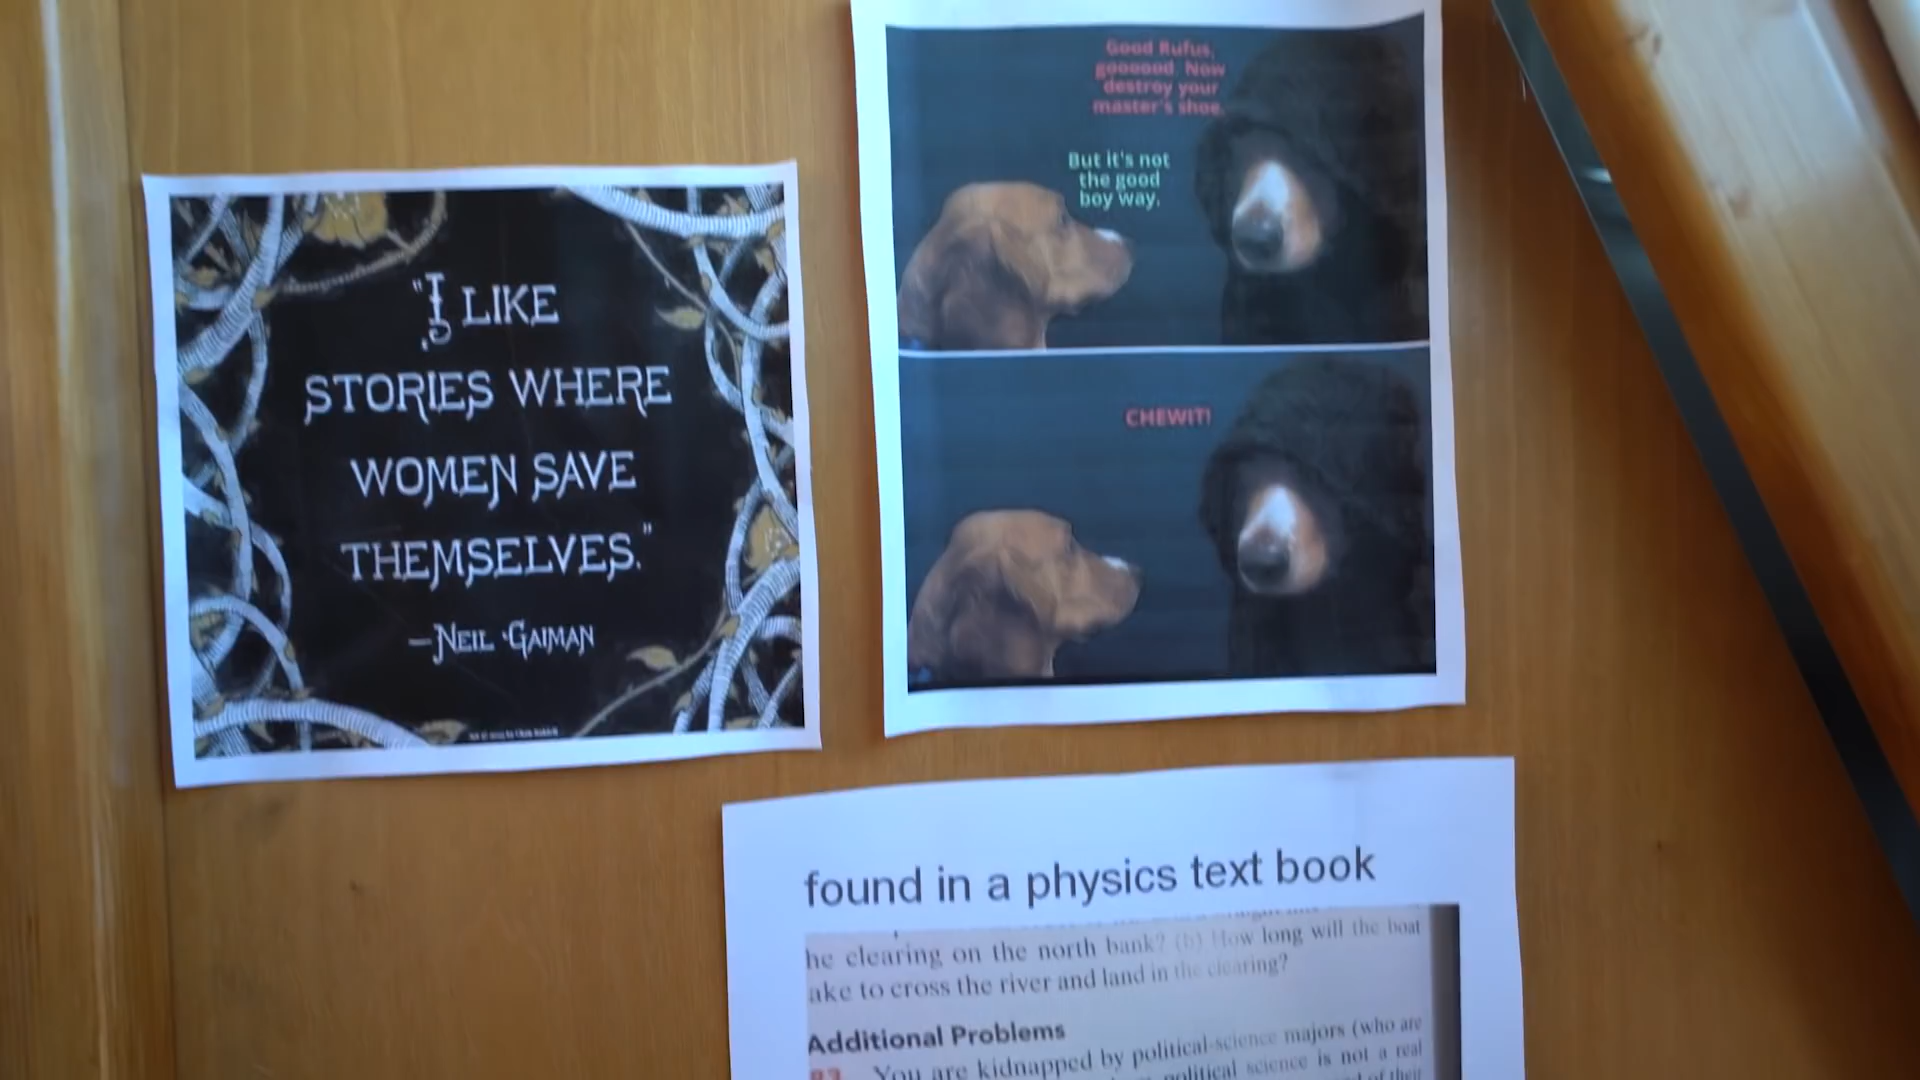 "I LIKE
STORIES WHERE
WOMEN SAVE
THEMSELVES."
—NEIL GAIMAN
Good Rufus,
goooood. Now
destroy your
master's shoe.
But it's not
the good
boy way.
CHEWIT!
found in a physics text book
he clearing on the north bank? (b) How long will the boat
ake to cross the river and land in the clearing?
Additional Problems
83 You are kidnapped by political-science majors (who are
political science is not a real
of their